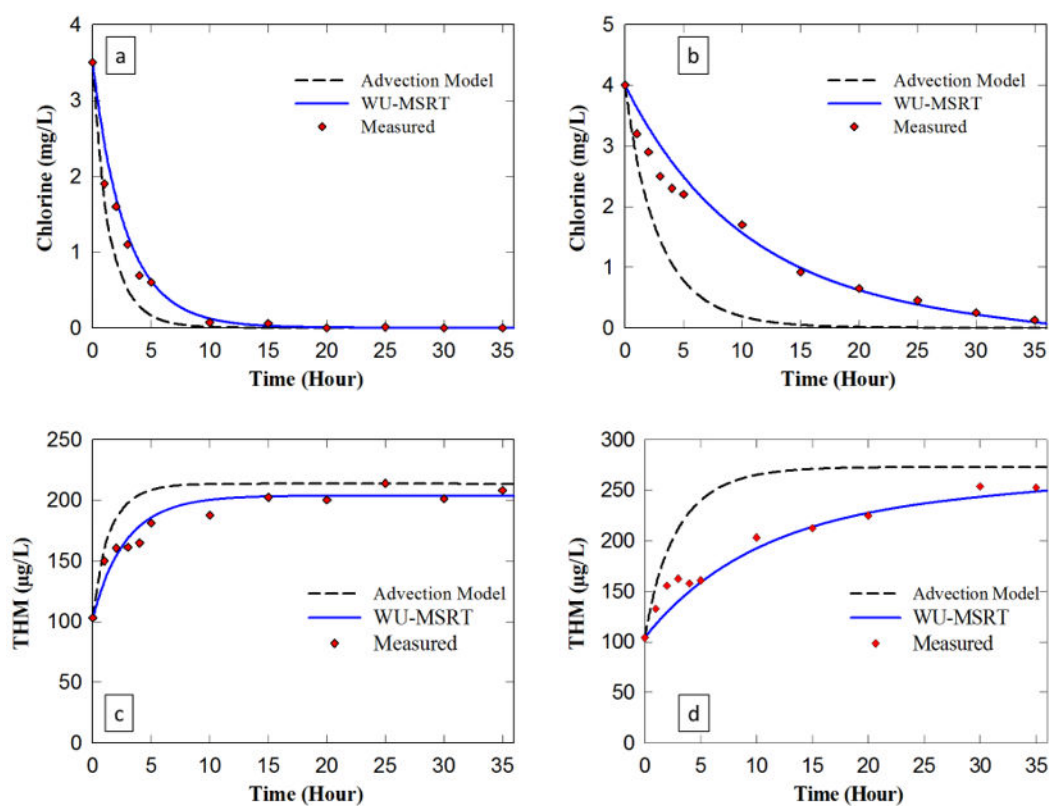 4
3
2
1
0
Chlorine (mg/L)
a
Advection Model
WU-MSRT
Measured
0 5 10 15 20 25 30 35
Time (Hour)
5
4
3
2
1
0
Chlorine (mg/L)
b
Advection Model
WU-MSRT
Measured
0 5 10 15 20 25 30 35
Time (Hour)
250
200
150
100
50
0
THM (µg/L)
Advection Model
WU-MSRT
Measured
c
0 5 10 15 20 25 30 35
Time (Hour)
300
250
200
150
100
50
0
THM (µg/L)
Advection Model
WU-MSRT
Measured
d
0 5 10 15 20 25 30 35
Time (Hour)